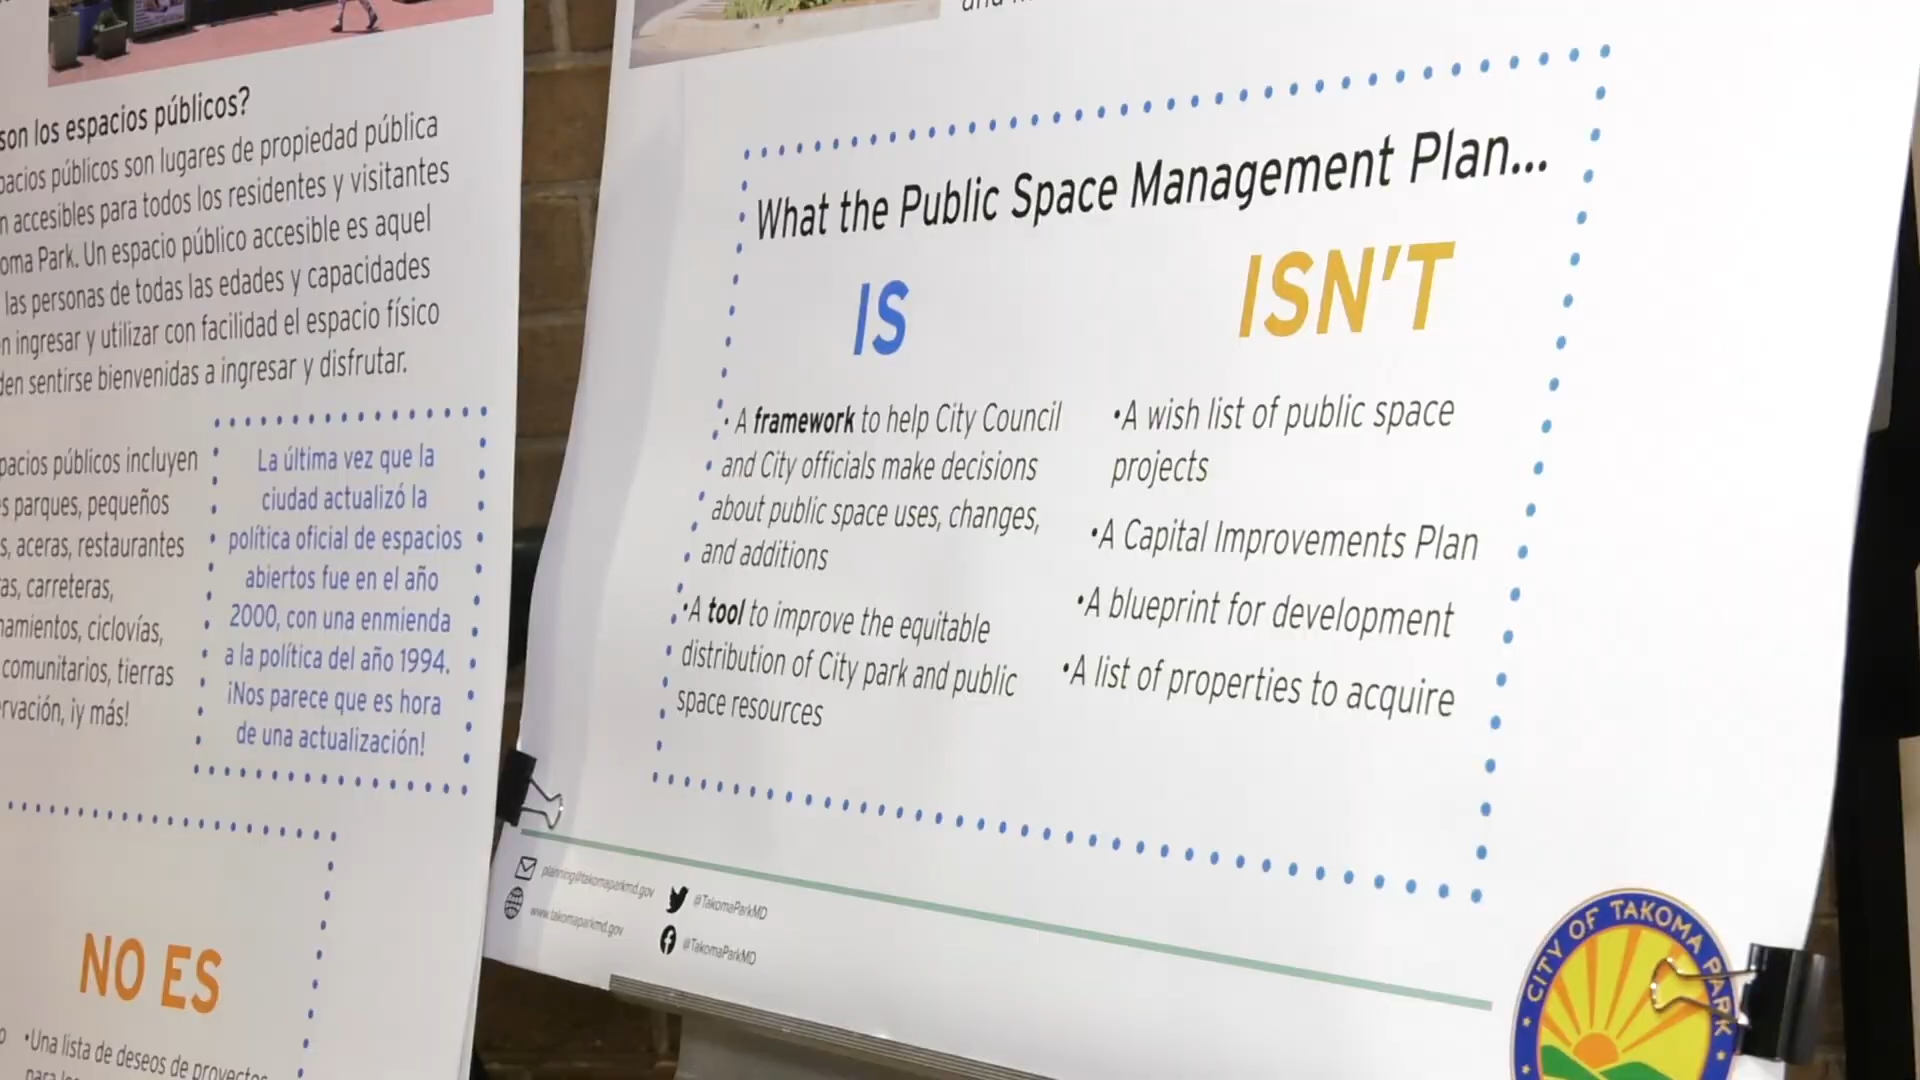 son los espacios públicos?
espacios públicos son lugares de propiedad pública
accesibles para todos los residentes y visitantes
Park. Un espacio público accesible es aquel
las personas de todas las edades y capacidades
ingresar y utilizar con facilidad el espacio físico
sentirse bienvenidas a ingresar y disfrutar.
públicos incluyen
parques, pequeños
aceras, restaurantes
carreteras,
ciclovías,
comunitarios, tierras
¡y más!
La última vez que la
ciudad actualizó la
política oficial de espacios
abiertos fue en el año
2000, con una enmienda
a la política del año 1994.
¡Nos parece que es hora
de una actualización!
NO ES
•Una lista de deseos de proyectos
What the Public Space Management Plan...
IS
• A framework to help City Council
and City officials make decisions
about public space uses, changes,
and additions
•A tool to improve the equitable
distribution of City park and public
space resources
ISN'T
•A wish list of public space
projects
•A Capital Improvements Plan
•A blueprint for development
•A list of properties to acquire
planning@takomaparkmd.gov
www.takomaparkmd.gov
@TakomaParkMD
@TakomaParkMD
CITY OF TAKOMA PARK